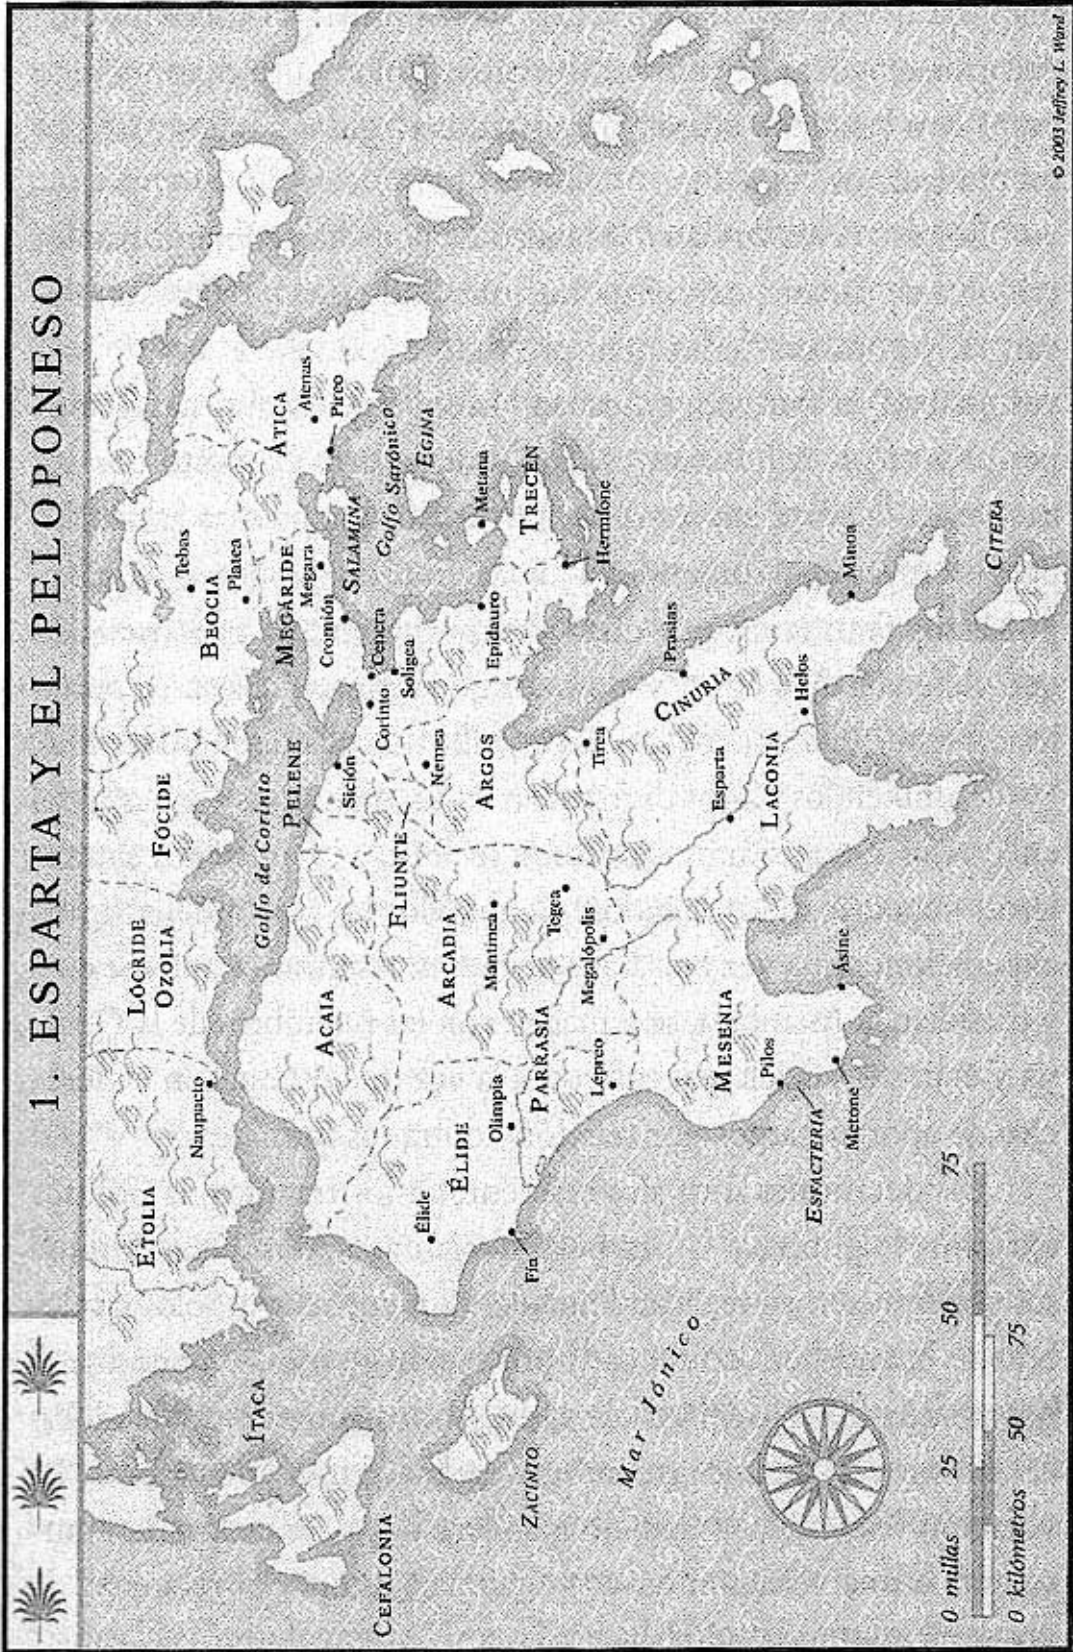 1. ESPARTA Y EL PELOPONESO
ETOLIA
Naupacto
LOCRIDE
OZOLIA
FÓCIDE
BEOCIA
Tebas
Platea
ÁTICA
Atenas
Pireo
MEGÁRIDE
Megara
Cromión
SALAMINA
Golfo Sarónico
EGINA
Golfo de Corinto
PELENE
Sición
Corinto
Cencra
Soligea
FLIUNTE
Nemea
ARGOS
Epidauro
Metana
TRECÉN
Hermíone
ÍTACA
CEFALONIA
ZACINTO
ACAIA
ÉLIDE
Élide
Olimpia
Fía
ARCADIA
Mantinea
Tegea
Megalópolis
PARRASIA
Lépreo
Tirea
Prasias
CINURIA
Esparta
LACONIA
Helos
Minoa
CITERA
MESENIA
Pilos
ESFACTERIA
Metone
Ásine
Mar Jónico
0 millas 25 50 75
0 kilómetros 50 75
© 2003 Jeffrey L. Ward